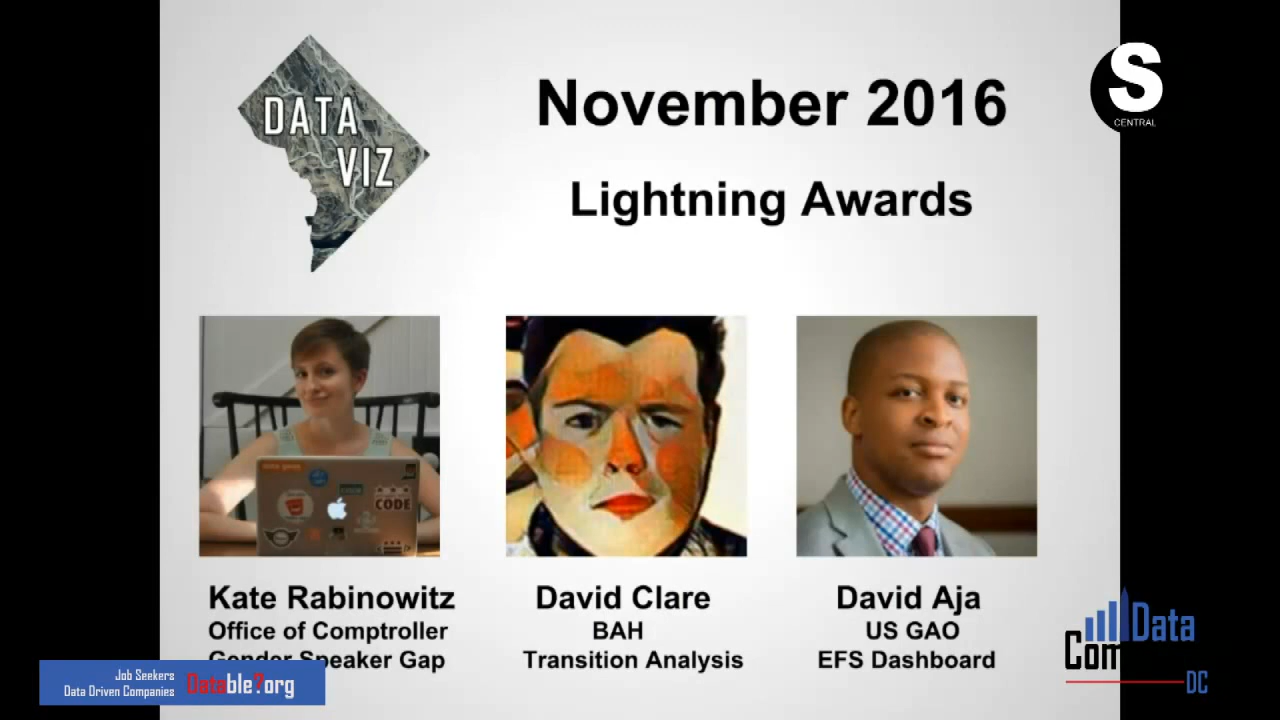 DATA
VIZ
November 2016
Lightning Awards
S
CENTRAL
CODE
Kate Rabinowitz
Office of Comptroller
Gender Speaker Gap
David Clare
BAH
Transition Analysis
David Aja
US GAO
EFS Dashboard
Job Seekers
Data Driven Companies
Datable?org
Data
Com
DC